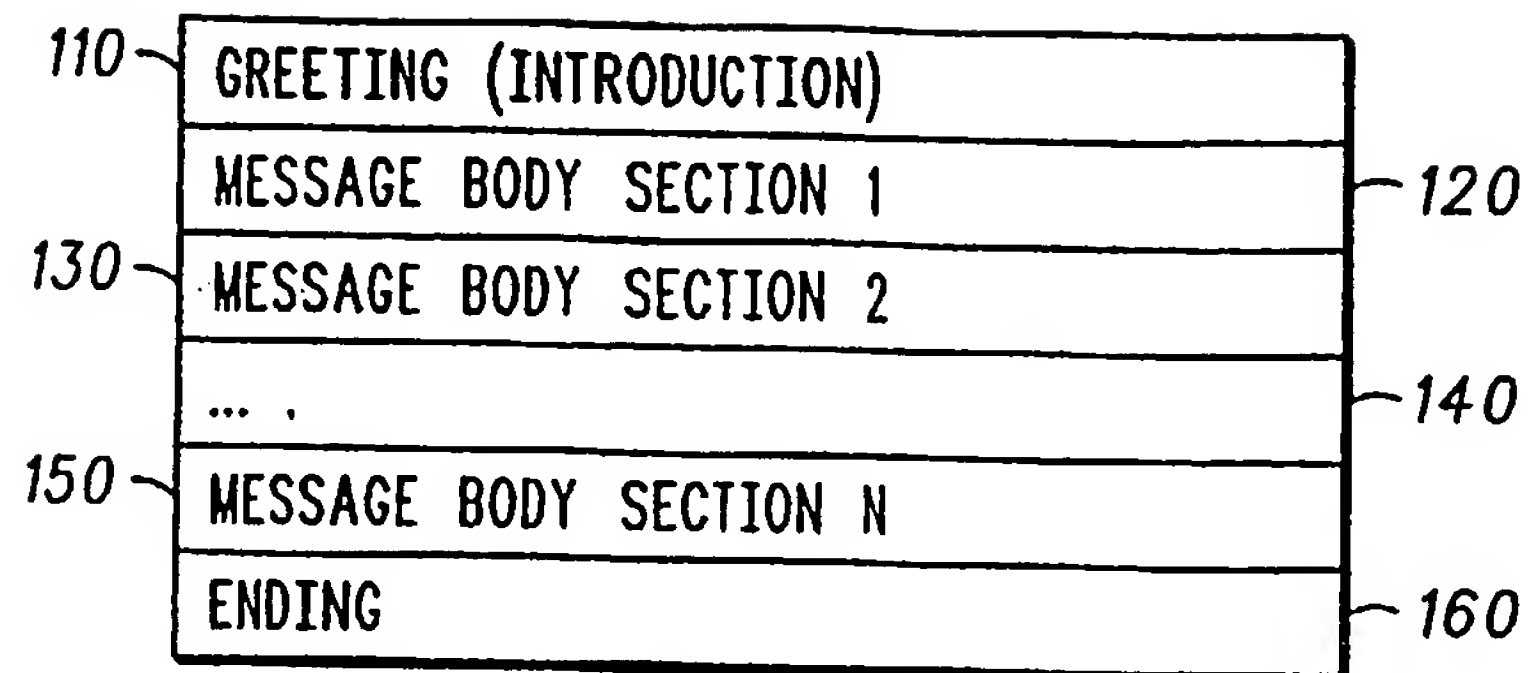 110 GREETING (INTRODUCTION)
MESSAGE BODY SECTION 1 120
130 MESSAGE BODY SECTION 2
... . 140
150 MESSAGE BODY SECTION N
ENDING 160